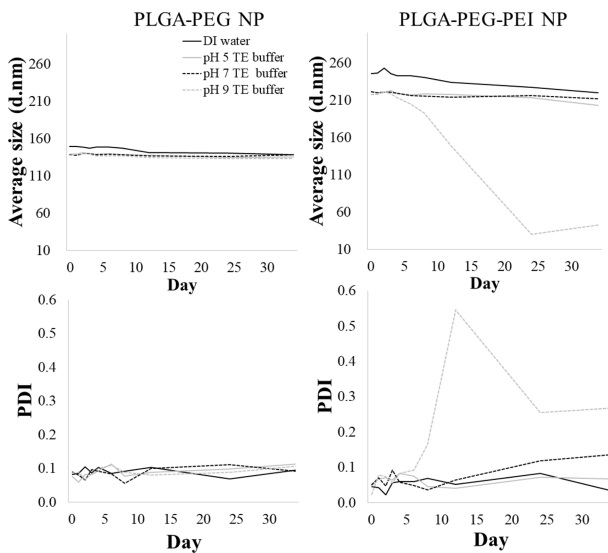 PLGA-PEG NP
DI water
pH 5 TE buffer
pH 7 TE buffer
pH 9 TE buffer
Average size (d.nm)
260
210
160
110
60
10
0 5 10 15 20 25 30
Day
PLGA-PEG-PEI NP
Average size (d.nm)
260
210
160
110
60
10
0 5 10 15 20 25 30
Day
PDI
0.6
0.5
0.4
0.3
0.2
0.1
0.0
0 5 10 15 20 25 30
Day
PDI
0.6
0.5
0.4
0.3
0.2
0.1
0.0
0 5 10 15 20 25 30
Day